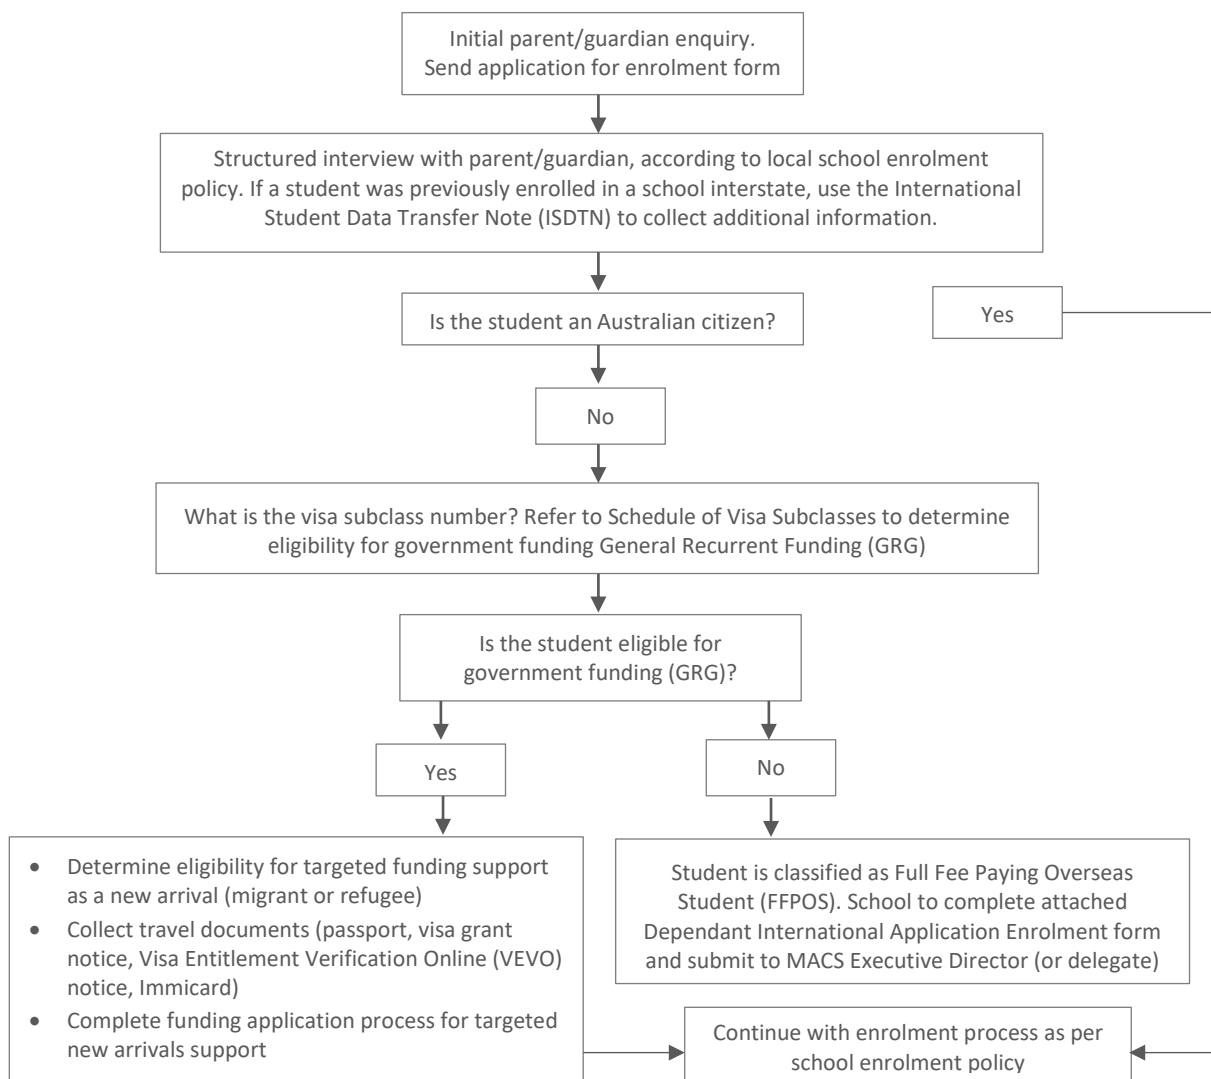 Initial parent/guardian enquiry.
Send application for enrolment form
Structured interview with parent/guardian, according to local school enrolment
policy. If a student was previously enrolled in a school interstate, use the International
Student Data Transfer Note (ISDTN) to collect additional information.
Is the student an Australian citizen?
Yes
No
What is the visa subclass number? Refer to Schedule of Visa Subclasses to determine
eligibility for government funding General Recurrent Funding (GRG)
Is the student eligible for
government funding (GRG)?
Yes
No
• Determine eligibility for targeted funding support
as a new arrival (migrant or refugee)
• Collect travel documents (passport, visa grant
notice, Visa Entitlement Verification Online (VEVO)
notice, Immicard)
• Complete funding application process for targeted
new arrivals support
Student is classified as Full Fee Paying Overseas
Student (FFPOS). School to complete attached
Dependant International Application Enrolment form
and submit to MACS Executive Director (or delegate)
Continue with enrolment process as per
school enrolment policy